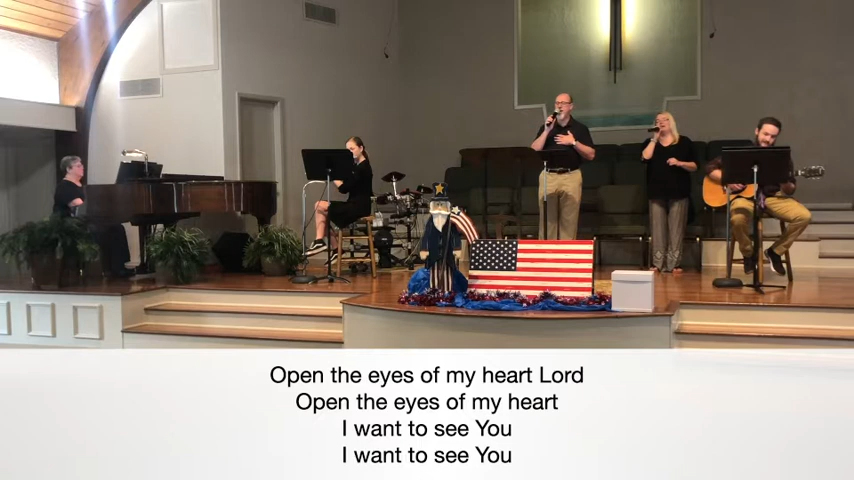 Open the eyes of my heart Lord
Open the eyes of my heart
I want to see You
I want to see You